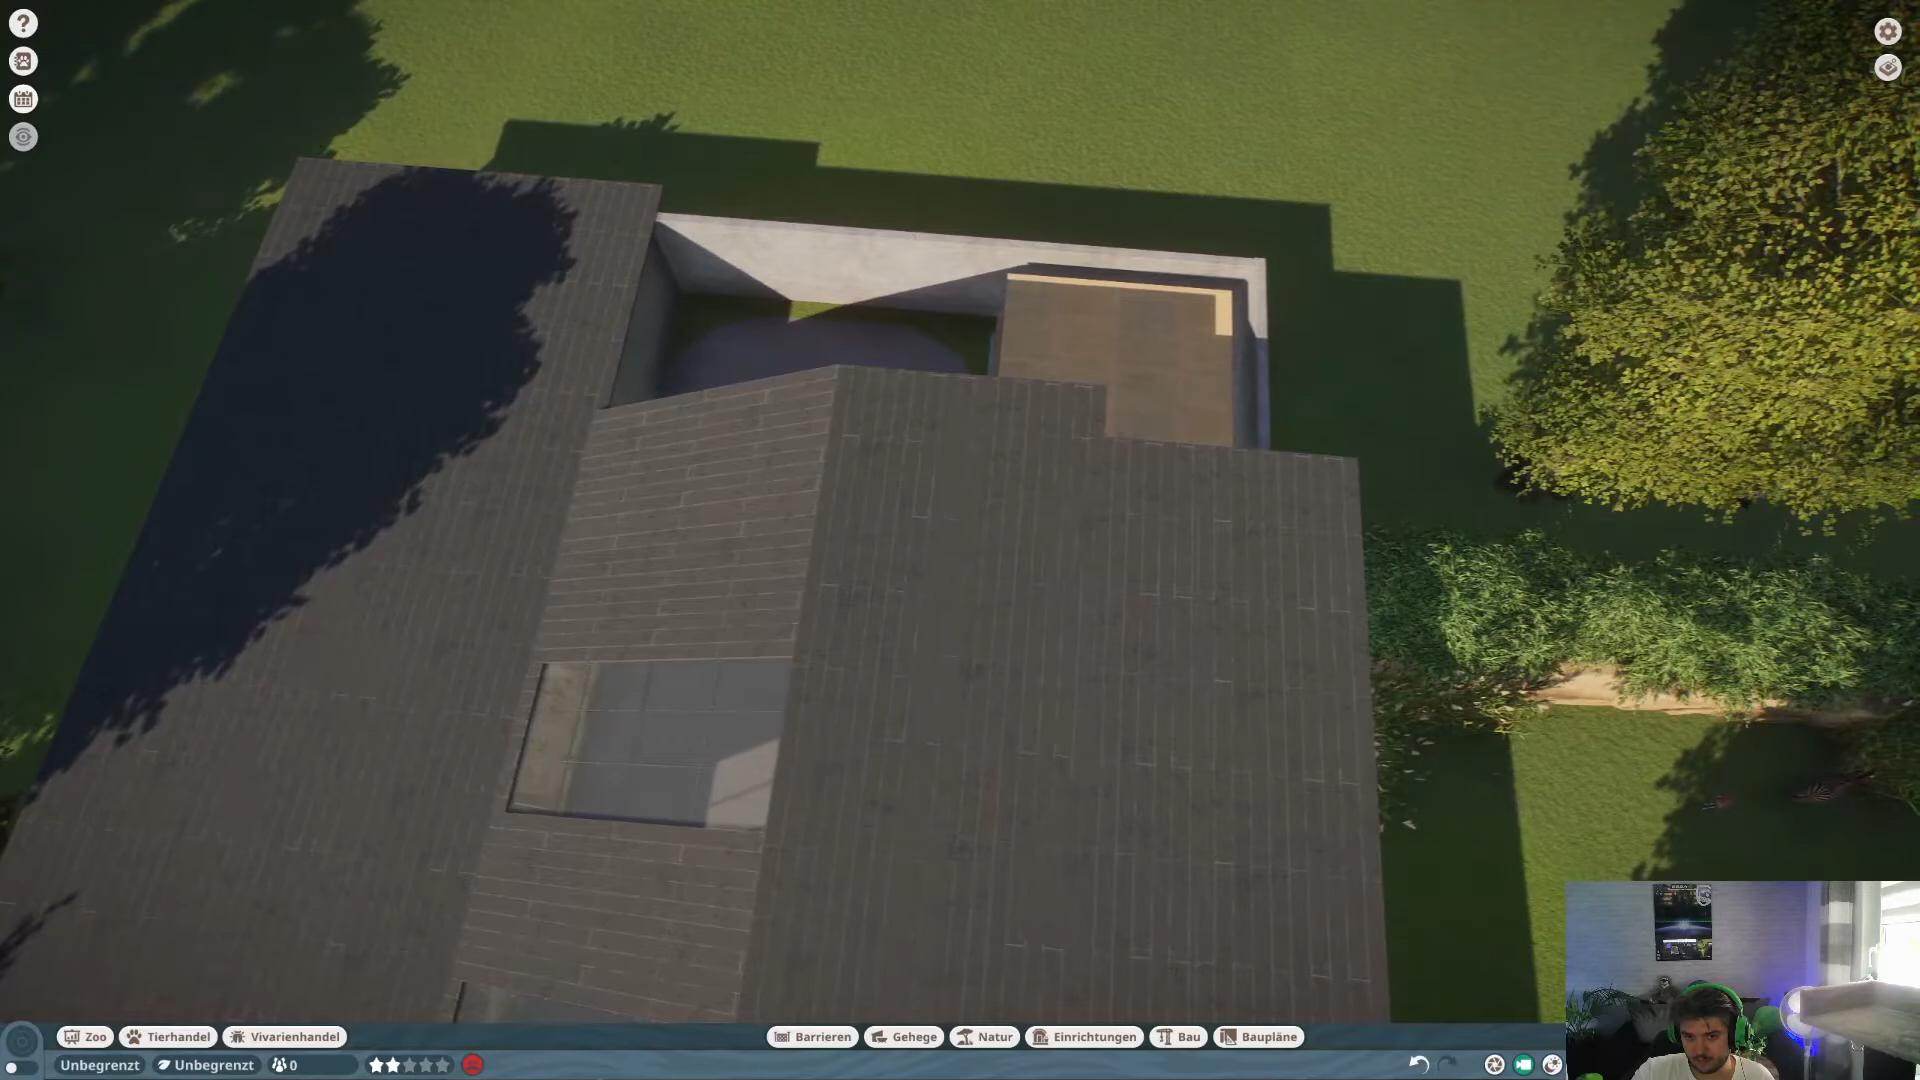 ?
Zoo
Tierhandel
Vivarienhandel
Barrieren
Gehege
Natur
Einrichtungen
Bau
Baupläne
Unbegrenzt
Unbegrenzt
0